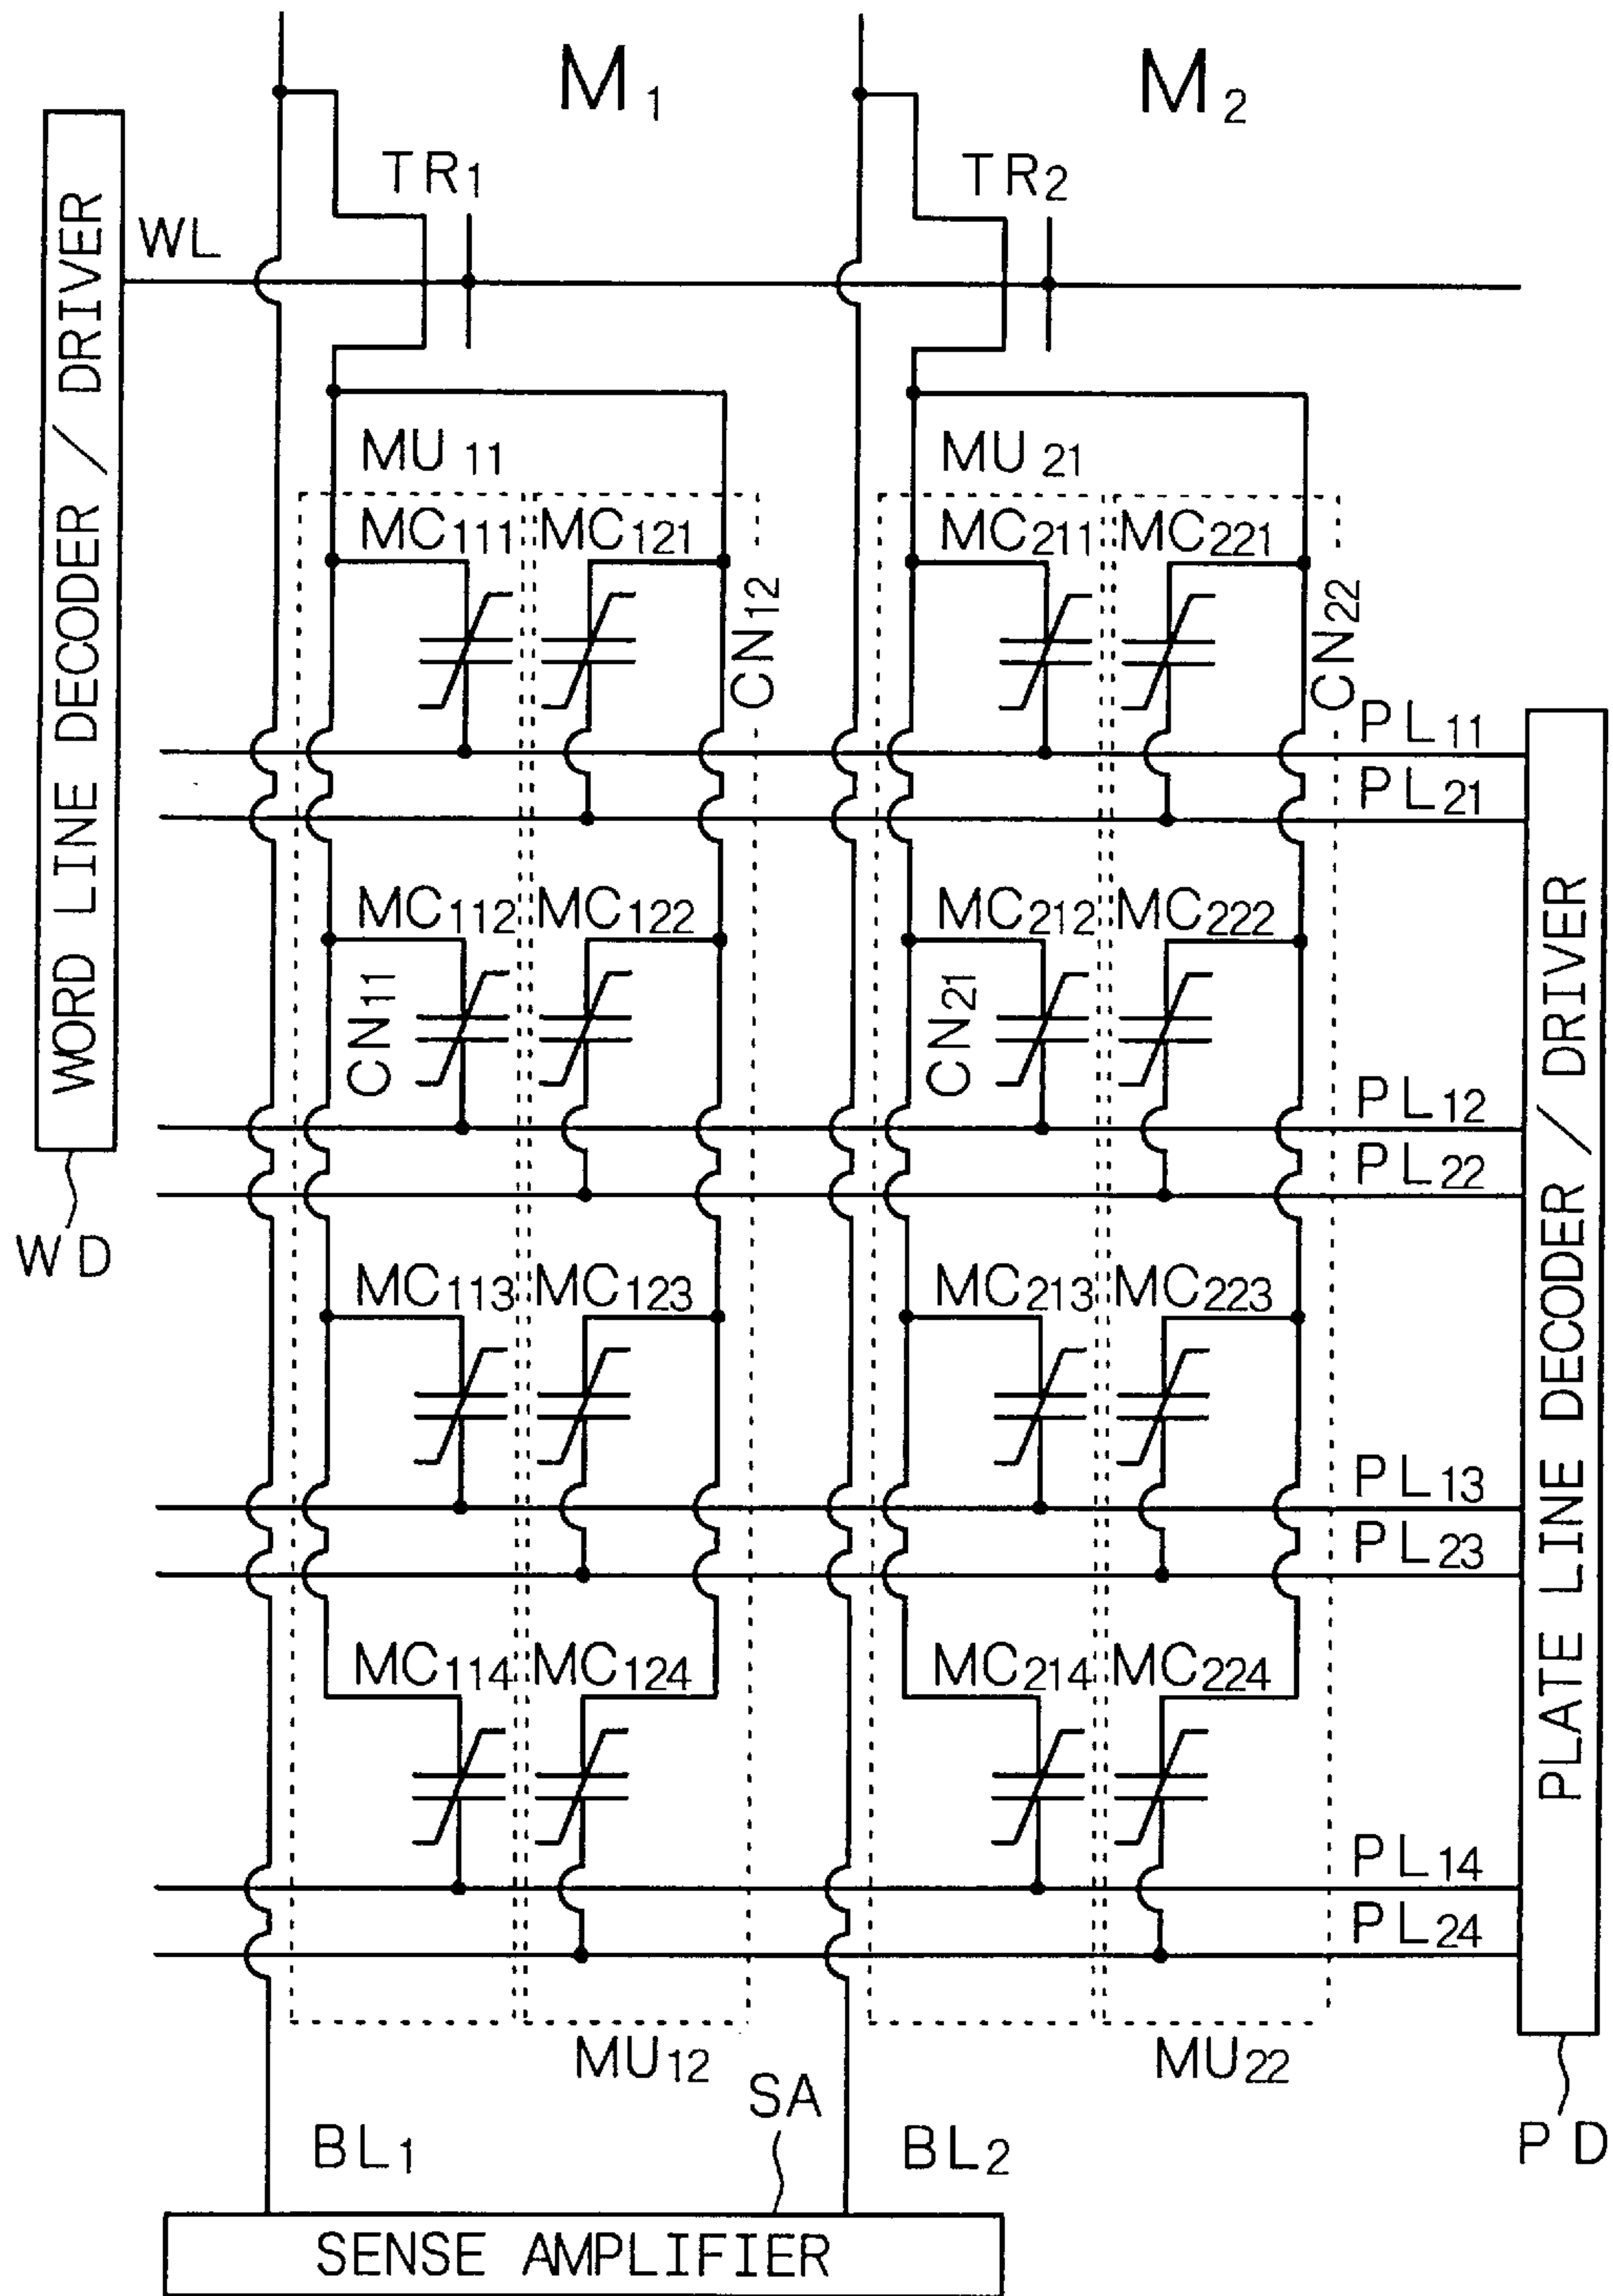 M1
M2
TR1
TR2
WL
WORD LINE DECODER / DRIVER
MU11
MU21
MC111
MC121
MC211
MC221
CN12
CN22
PL11
PL21
MC112
MC122
MC212
MC222
CN11
CN21
PL12
PL22
WD
MC113
MC123
MC213
MC223
PL13
PL23
PLATE LINE DECODER / DRIVER
MC114
MC124
MC214
MC224
PL14
PL24
MU12
MU22
SA
BL1
BL2
PD
SENSE AMPLIFIER